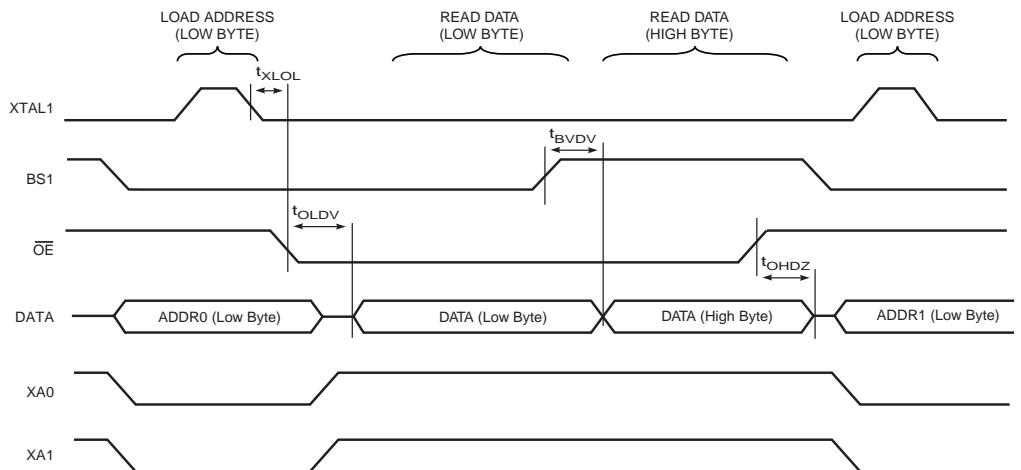 LOAD ADDRESS
(LOW BYTE)
READ DATA
(LOW BYTE)
READ DATA
(HIGH BYTE)
LOAD ADDRESS
(LOW BYTE)
tXLOL
XTAL1
tBVDV
BS1
tOLDV
OE
tOHDZ
DATA
ADDR0 (Low Byte)
DATA (Low Byte)
DATA (High Byte)
ADDR1 (Low Byte)
XA0
XA1